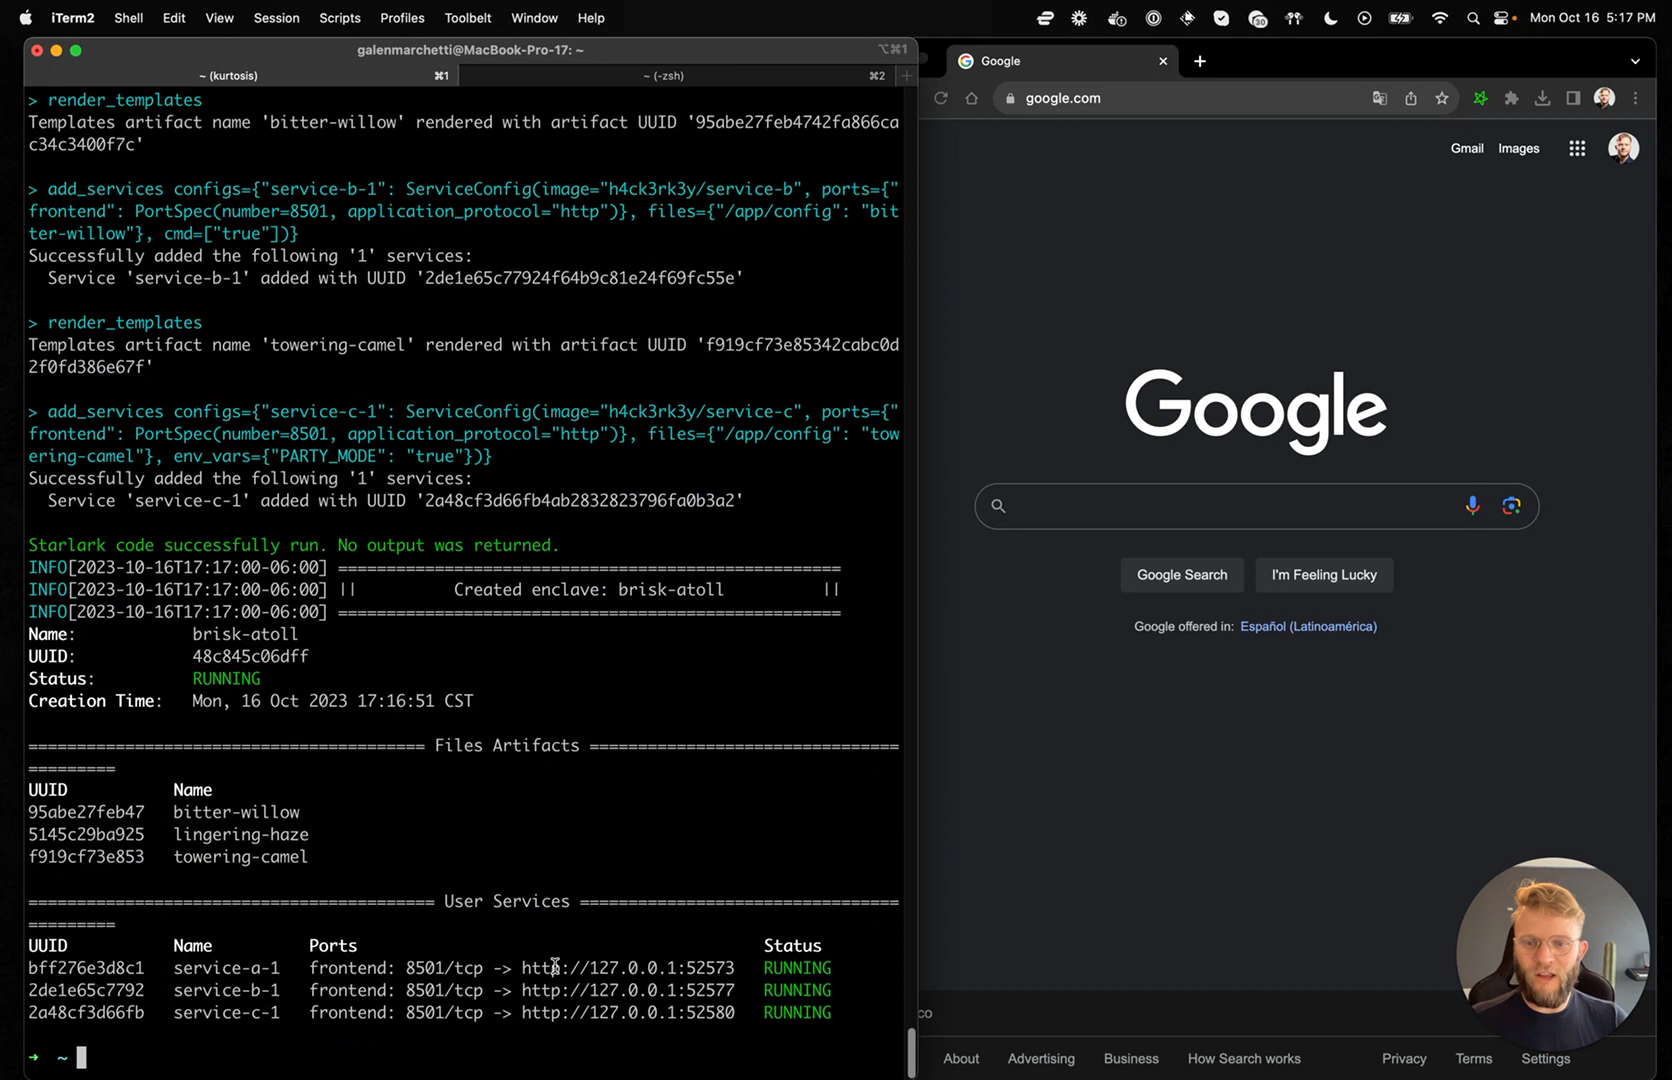 iTerm2 Shell Edit View Session Scripts Profiles Toolbelt Window Help
30
Mon Oct 16 5:17 PM
galenmarchetti@MacBook-Pro-17: ~
⌥⌘1
~ (kurtosis) ⌘1
~ (-zsh) ⌘2
> render_templates
Templates artifact name 'bitter-willow' rendered with artifact UUID '95abe27feb4742fa866ca
c34c3400f7c'
> add_services configs={"service-b-1": ServiceConfig(image="h4ck3rk3y/service-b", ports={"
frontend": PortSpec(number=8501, application_protocol="http")}, files={"/app/config": "bit
ter-willow"}, cmd=["true"])}
Successfully added the following '1' services:
Service 'service-b-1' added with UUID '2de1e65c77924f64b9c81e24f69fc55e'
> render_templates
Templates artifact name 'towering-camel' rendered with artifact UUID 'f919cf73e85342cabc0d
2f0fd386e67f'
> add_services configs={"service-c-1": ServiceConfig(image="h4ck3rk3y/service-c", ports={"
frontend": PortSpec(number=8501, application_protocol="http")}, files={"/app/config": "tow
ering-camel"}, env_vars={"PARTY_MODE": "true"})}
Successfully added the following '1' services:
Service 'service-c-1' added with UUID '2a48cf3d66fb4ab2832823796fa0b3a2'
Starlark code successfully run. No output was returned.
INFO[2023-10-16T17:17:00-06:00] ====================================================
INFO[2023-10-16T17:17:00-06:00] || Created enclave: brisk-atoll ||
INFO[2023-10-16T17:17:00-06:00] ====================================================
Name: brisk-atoll
UUID: 48c845c06dff
Status: RUNNING
Creation Time: Mon, 16 Oct 2023 17:16:51 CST
========================================= Files Artifacts ================================
=========
UUID Name
95abe27feb47 bitter-willow
5145c29ba925 lingering-haze
f919cf73e853 towering-camel
========================================== User Services =================================
=========
UUID Name Ports Status
bff276e3d8c1 service-a-1 frontend: 8501/tcp -> http://127.0.0.1:52573 RUNNING
2de1e65c7792 service-b-1 frontend: 8501/tcp -> http://127.0.0.1:52577 RUNNING
2a48cf3d66fb service-c-1 frontend: 8501/tcp -> http://127.0.0.1:52580 RUNNING
➜ ~
Google
google.com
Gmail Images
Google
Google Search I'm Feeling Lucky
Google offered in: Español (Latinoamérica)
co
About Advertising Business How Search works Privacy Terms Settings